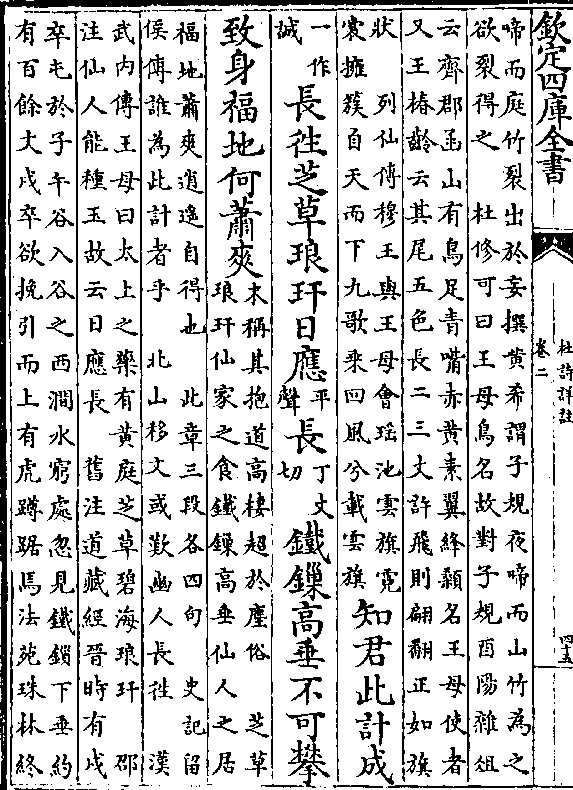 欽定四庫全書
杜詩詳註
卷二
四五
啼而庭竹裂出於妄撰黄希謂子規夜啼而山竹為之
欲裂得之　杜修可曰王母鳥名故對子規酉陽雜俎
云齊郡函山有鳥足青嘴赤黄素翼絳顙名王母使者
又王椿齡云其尾五色長二三丈許飛則翩翻正如旗
狀　列仙傳穆王與王母會瑶池雲旗霓
裳擁簇自天而下九歌乘回風兮載雲旗
知君此計成
一作
誠
長往芝草琅玕日應
平
聲
長
丁丈
切
鐵鏁高垂不可攀
致身福地何蕭爽
末稱其抱道高棲超於塵俗　芝草
琅玕仙家之食鐵鏁高垂仙人之居
福地蕭爽逍遥自得也　此章三段各四句　史記留
侯傳誰為此計者乎　北山移文或歎幽人長往　漢
武内傳王母曰太上之藥有黄庭芝草碧海琅玕　邵
注仙人能種玉故云日應長　舊注道藏經晉時有戍
卒屯於子午谷入谷之西澗水窮處忽見鐵鎖下垂約
有百餘丈戍卒欲挽引而上有虎蹲踞焉法苑珠林終